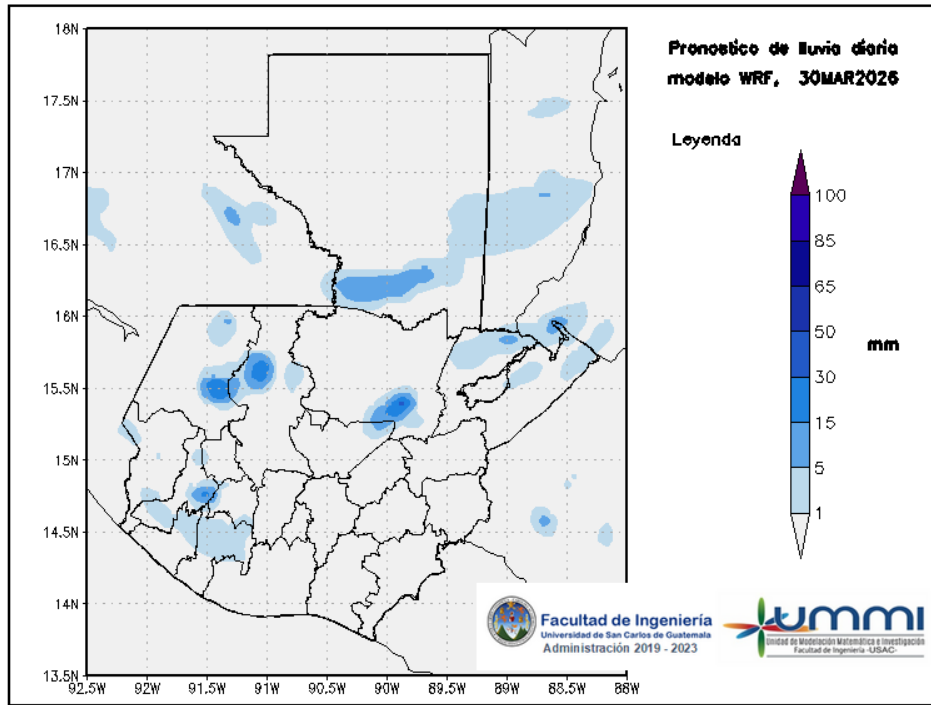 Pronostico de lluvia diaria
modelo WRF, 30MAR2026
Leyenda
100
85
65
50
30
15
5
1
mm
18N
17.5N
17N
16.5N
16N
15.5N
15N
14.5N
14N
13.5N
92.5W
92W
91.5W
91W
90.5W
90W
89.5W
89W
88.5W
88W
Facultad de Ingeniería
Universidad de San Carlos de Guatemala
Administración 2019 - 2023
UMMI
Unidad de Modelación Matemática e Investigación
Facultad de Ingeniería -USAC-